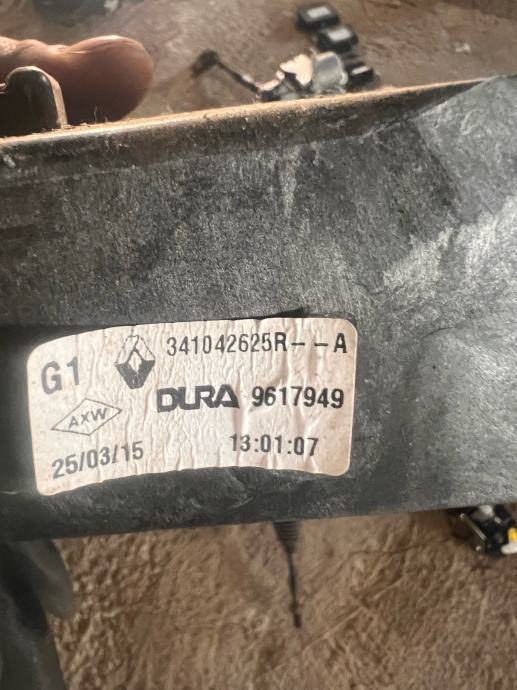 G1 341042625R--A
DURA 9617949
AXW
25/03/15 13:01:07